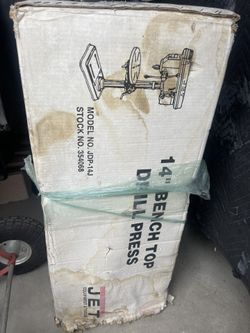 MODEL NO. JDP-14J
STOCK NO. 354068
14" BENCH TOP
DRILL PRESS
JET